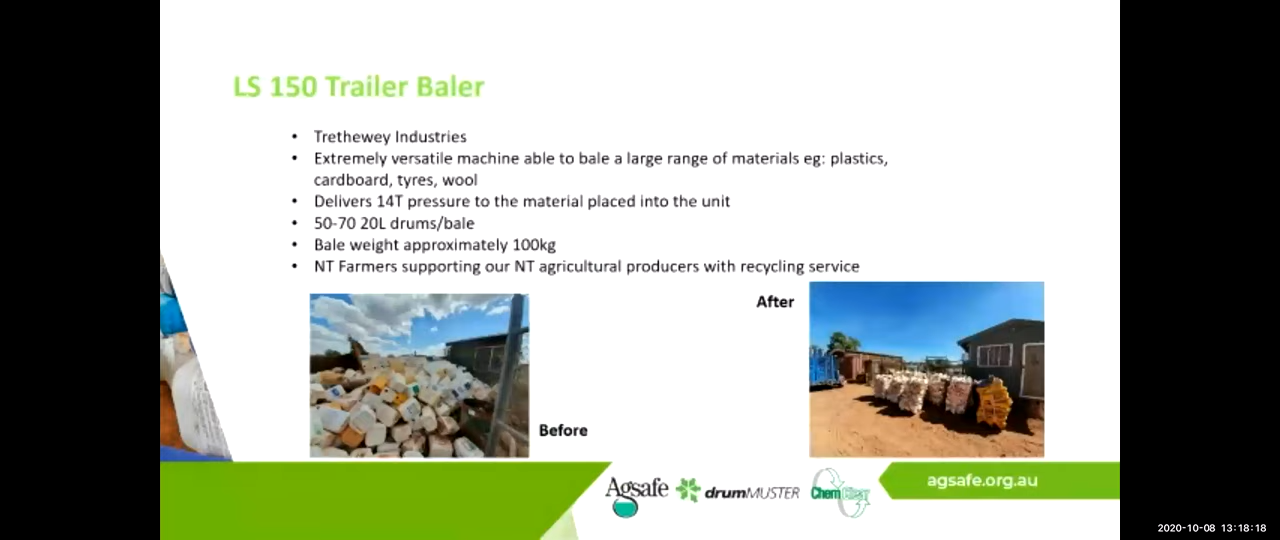 LS 150 Trailer Baler
• Trethewey Industries
• Extremely versatile machine able to bale a large range of materials eg: plastics,
cardboard, tyres, wool
• Delivers 14T pressure to the material placed into the unit
• 50-70 20L drums/bale
• Bale weight approximately 100kg
• NT Farmers supporting our NT agricultural producers with recycling service
After
Before
Agsafe
drumMUSTER
ChemClear
agsafe.org.au
2020-10-08 13:18:18